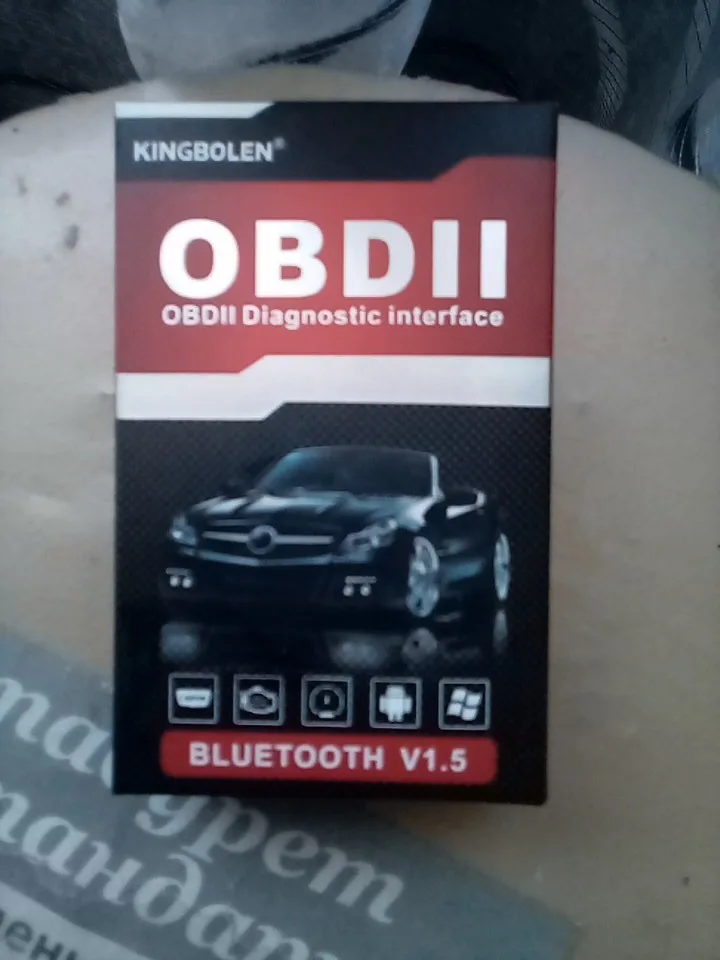 KINGBOLEN®
OBDII
OBDII Diagnostic interface
BLUETOOTH V1.5